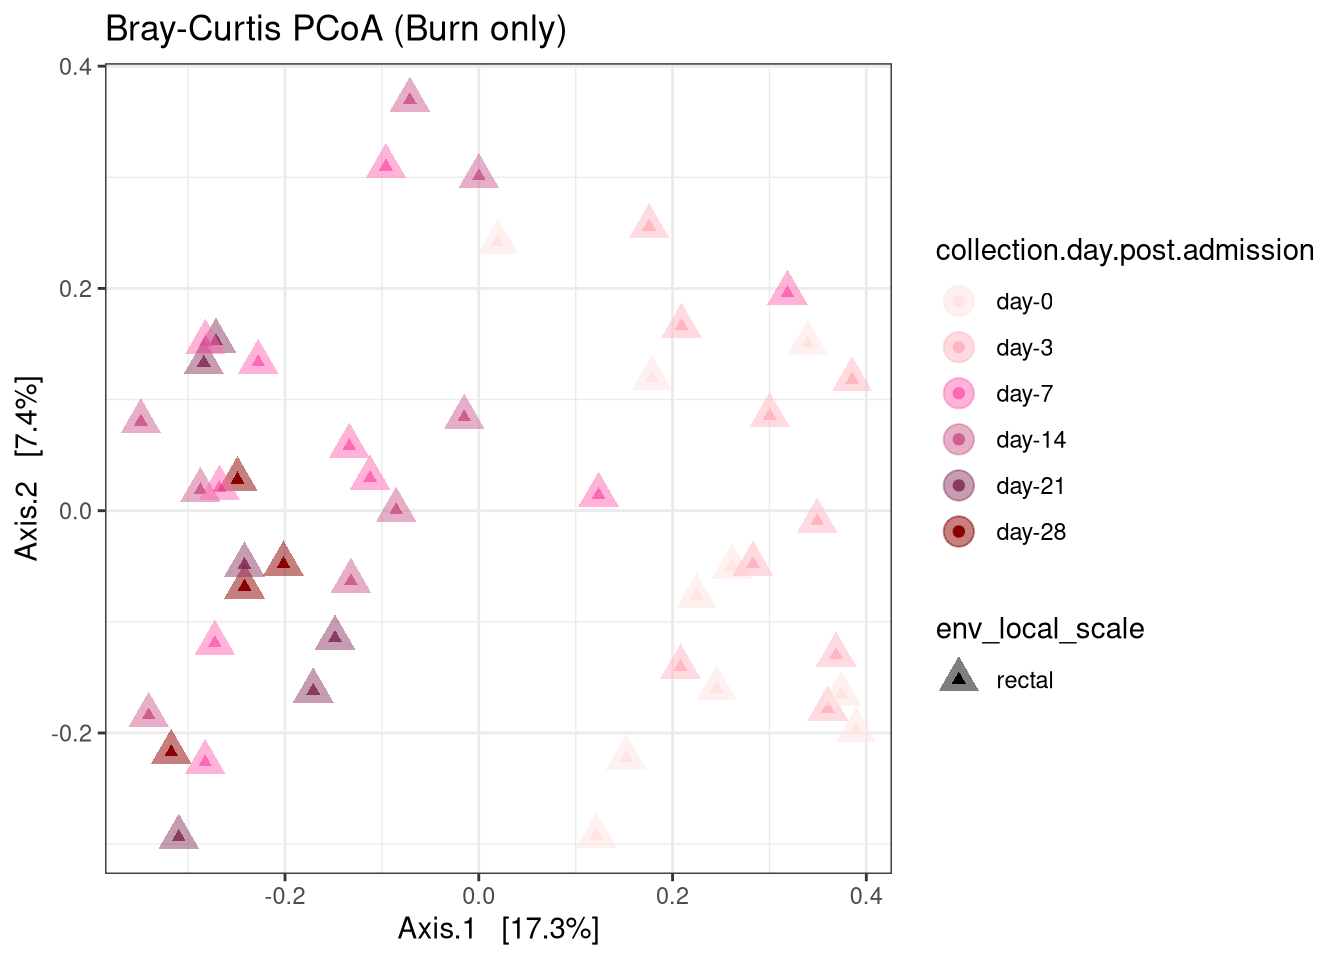 Bray-Curtis PCoA (Burn only)
0.4
0.2
0.0
-0.2
Axis.2 [7.4%]
-0.2
0.0
0.2
0.4
Axis.1 [17.3%]
collection.day.post.admission
day-0
day-3
day-7
day-14
day-21
day-28
env_local_scale
rectal